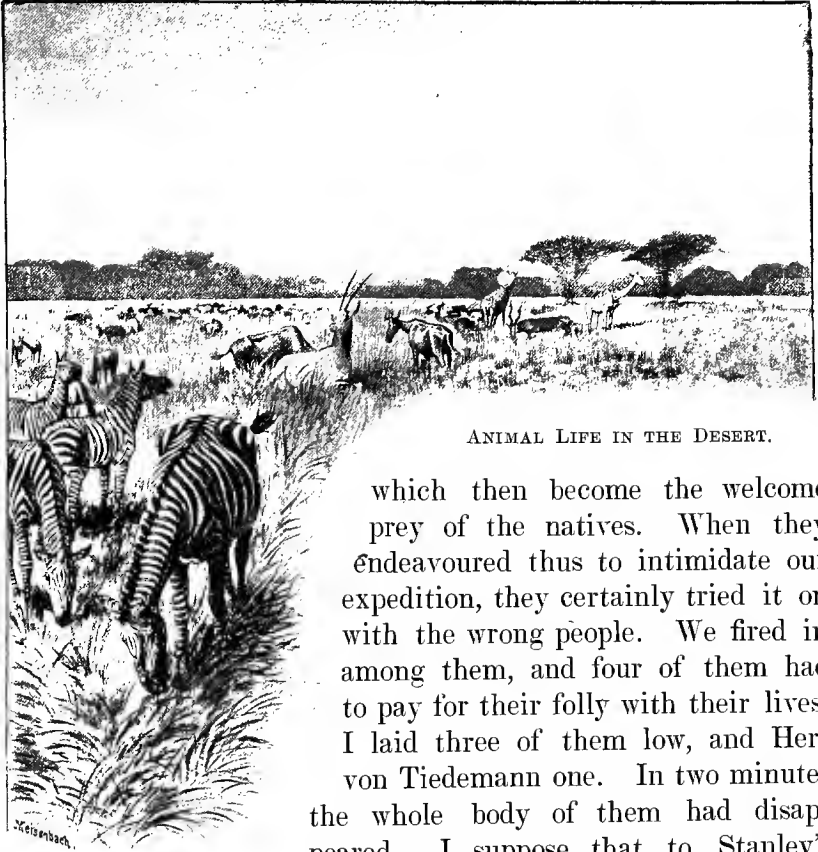 ANIMAL LIFE IN THE DESERT.
which then become the welcome
prey of the natives. When they
endeavoured thus to intimidate our
expedition, they certainly tried it on
with the wrong people. We fired in
among them, and four of them had
to pay for their folly with their lives
I laid three of them low, and Her
von Tiedemann one. In two minute
the whole body of them had disap
peared. I suppose that to Stanley'
Meisenbach